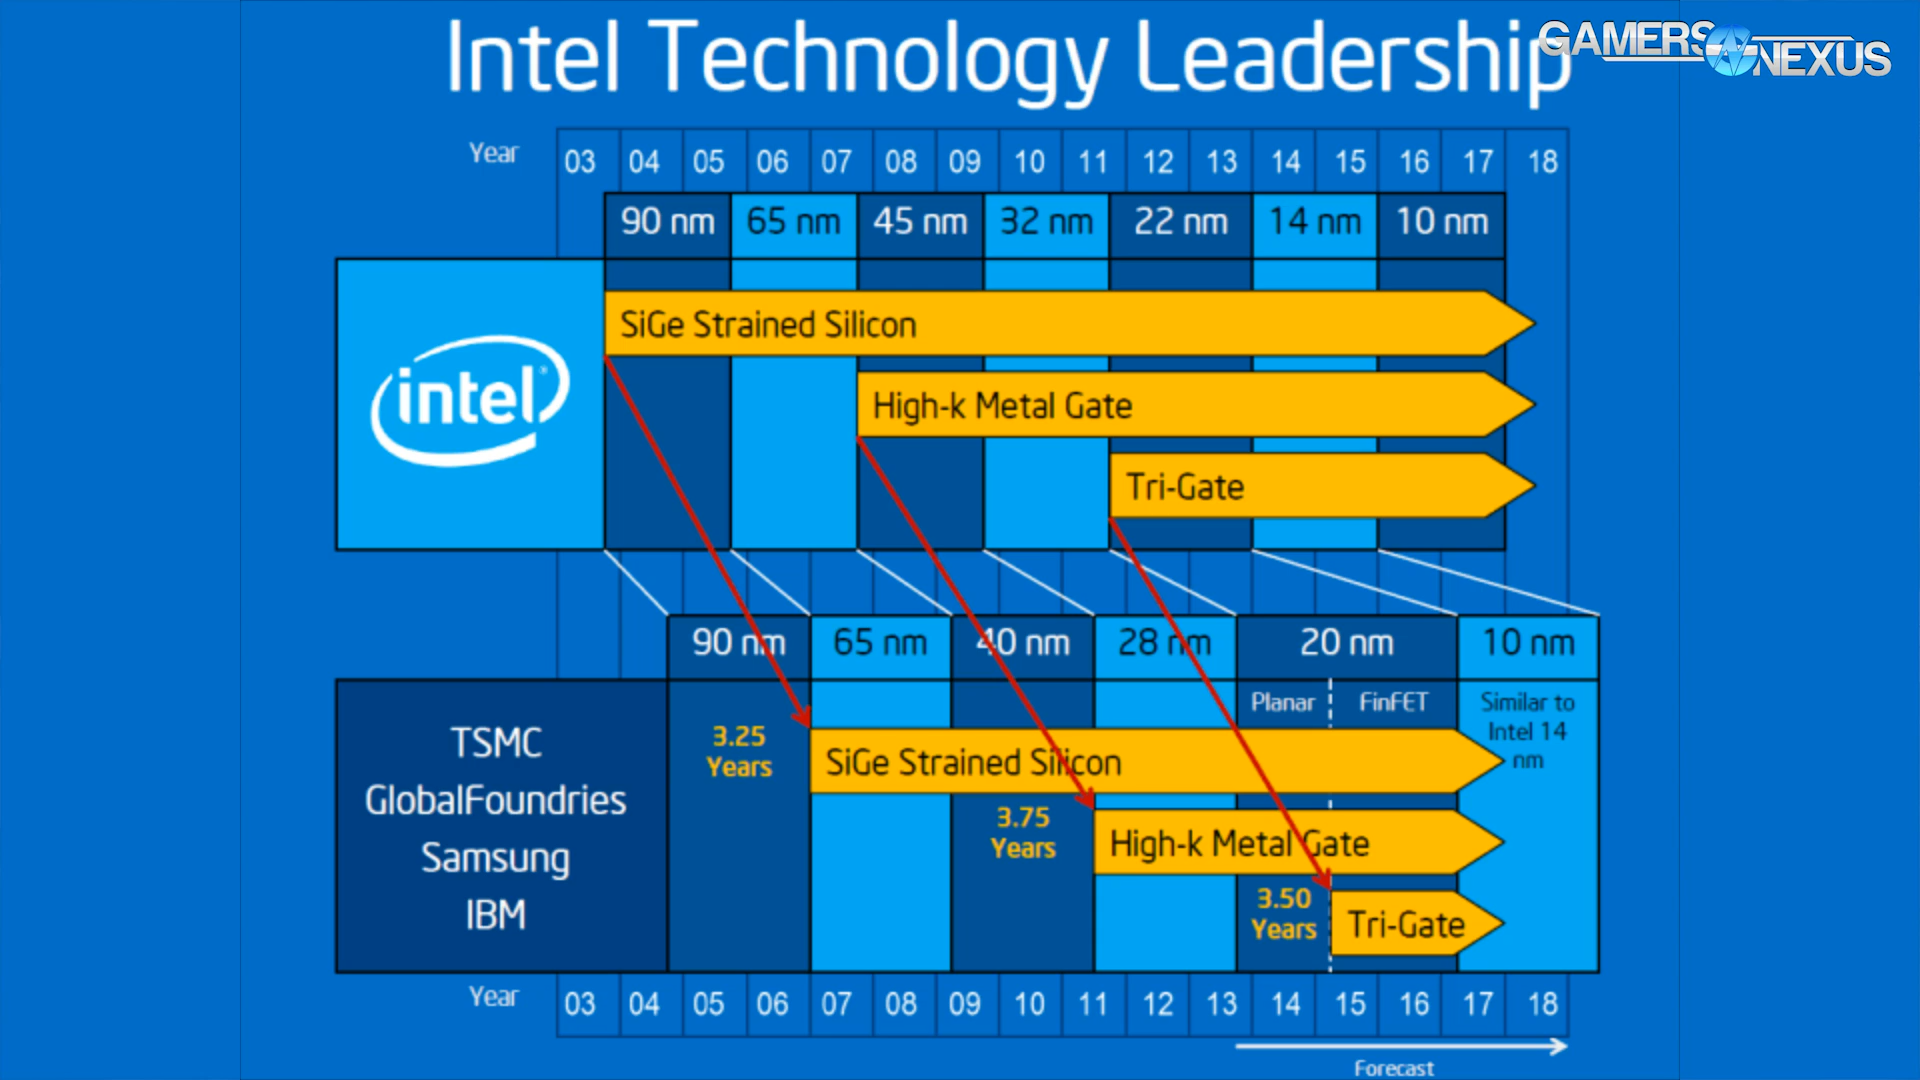 Intel Technology Leadership
GAMERS NEXUS
Year 03 04 05 06 07 08 09 10 11 12 13 14 15 16 17 18
90 nm 65 nm 45 nm 32 nm 22 nm 14 nm 10 nm
intel®
SiGe Strained Silicon
High-k Metal Gate
Tri-Gate
90 nm 65 nm 40 nm 28 nm 20 nm 10 nm
Planar FinFET Similar to
Intel 14
nm
TSMC
GlobalFoundries
Samsung
IBM
3.25
Years
SiGe Strained Silicon
3.75
Years
High-k Metal Gate
3.50
Years
Tri-Gate
Year 03 04 05 06 07 08 09 10 11 12 13 14 15 16 17 18
Forecast